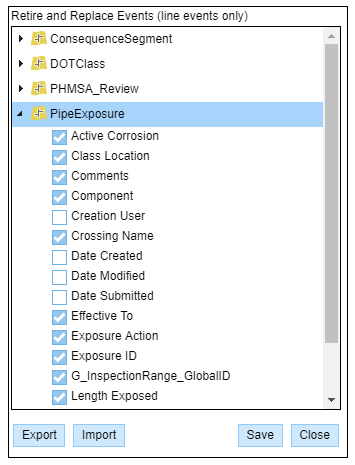 Retire and Replace Events (line events only)
ConsequenceSegment
DOTClass
PHMSA_Review
PipeExposure
Active Corrosion
Class Location
Comments
Component
Creation User
Crossing Name
Date Created
Date Modified
Date Submitted
Effective To
Exposure Action
Exposure ID
G_InspectionRange_GlobalID
Length Exposed
Export Import Save Close